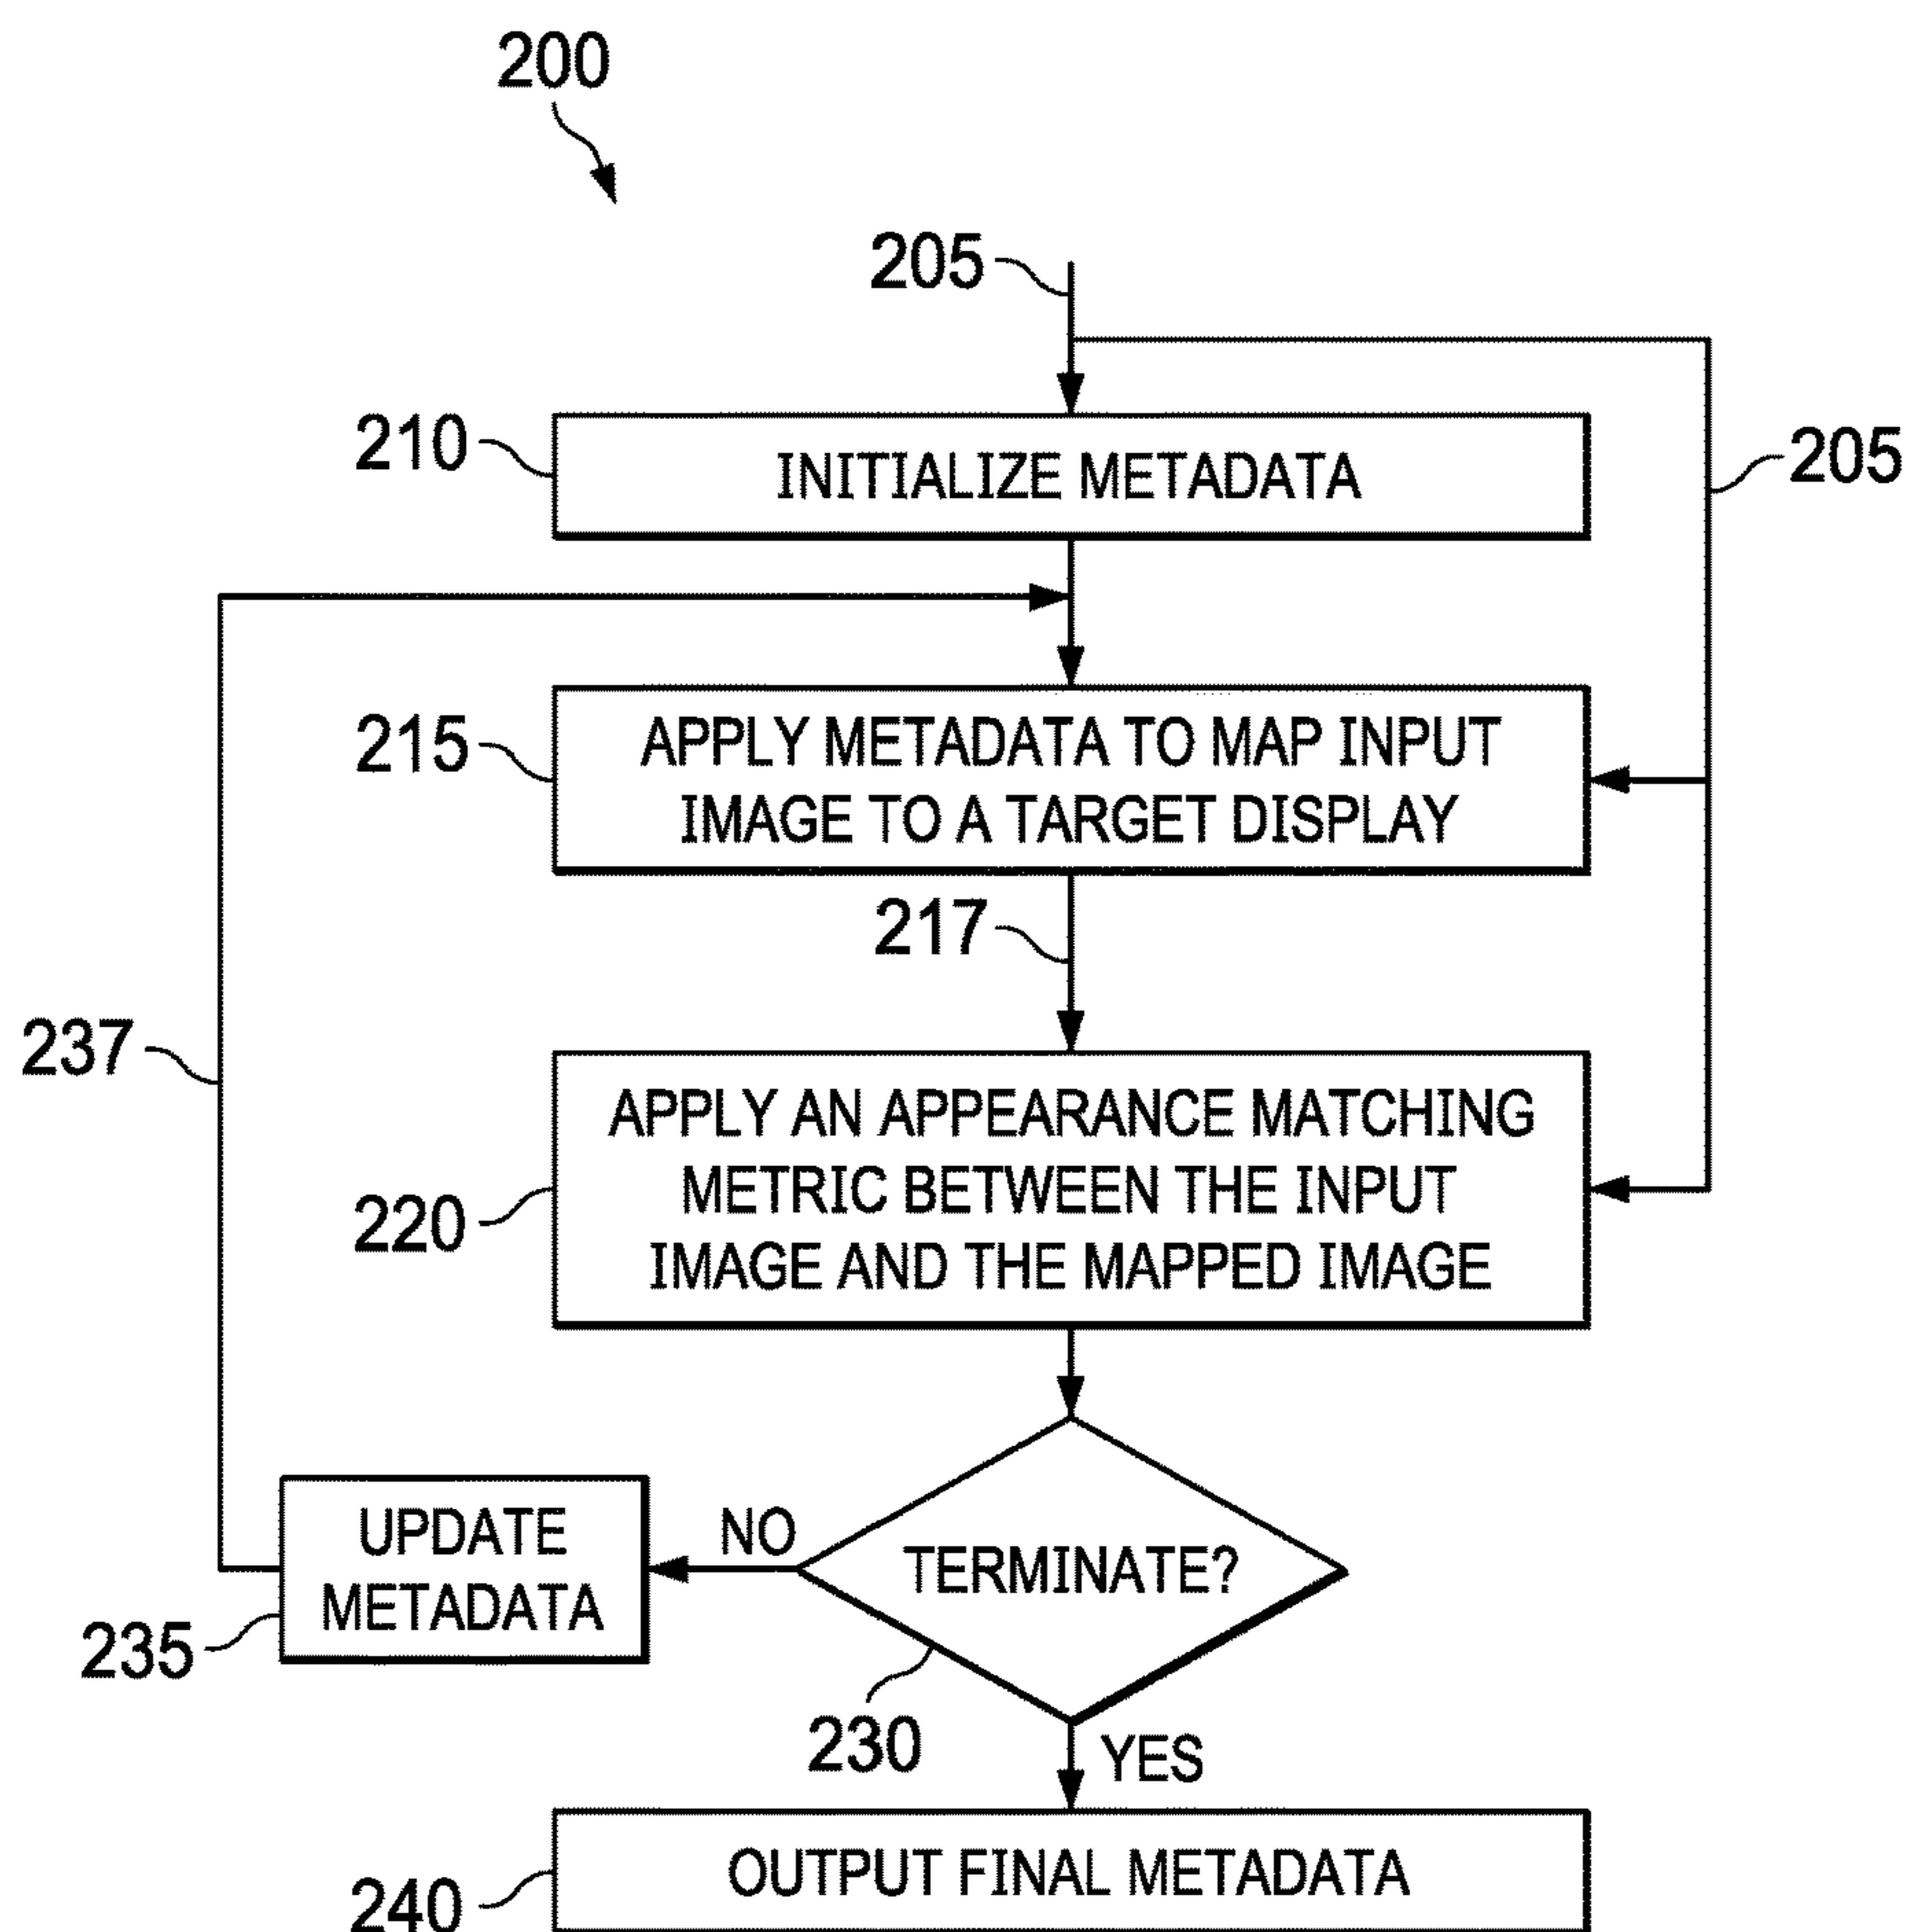 200
205
210
INITIALIZE METADATA
205
215
APPLY METADATA TO MAP INPUT
IMAGE TO A TARGET DISPLAY
217
237
220
APPLY AN APPEARANCE MATCHING
METRIC BETWEEN THE INPUT
IMAGE AND THE MAPPED IMAGE
UPDATE
METADATA
NO
TERMINATE?
235
230
YES
240
OUTPUT FINAL METADATA